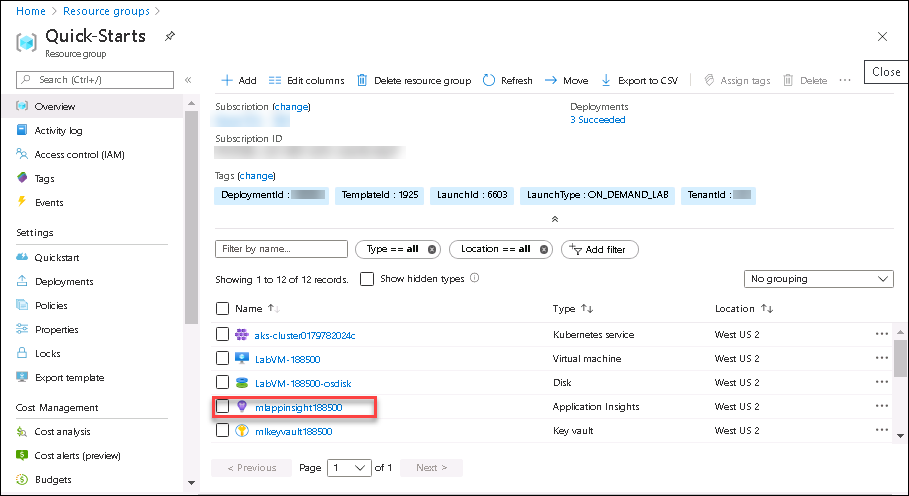 Home > Resource groups >
Quick-Starts
Resource group
Close
Search (Ctrl+/)
Overview
Activity log
Access control (IAM)
Tags
Events
Settings
Quickstart
Deployments
Policies
Properties
Locks
Export template
Cost Management
Cost analysis
Cost alerts (preview)
Budgets
Add Edit columns Delete resource group Refresh Move Export to CSV Assign tags Delete ...
Subscription (change)
Deployments
3 Succeeded
Subscription ID
Tags (change)
DeploymentId : TemplateId : 1925 LaunchId : 6603 LaunchType : ON_DEMAND_LAB TenantId :
Filter by name... Type == all Location == all Add filter
Showing 1 to 12 of 12 records. Show hidden types No grouping
Name Type Location
aks-cluster0179782024c Kubernetes service West US 2 ...
LabVM-188500 Virtual machine West US 2 ...
LabVM-188500-osdisk Disk West US 2 ...
mlappinsight188500 Application Insights West US 2 ...
mlkeyvault188500 Key vault West US 2 ...
< Previous Page 1 of 1 Next >